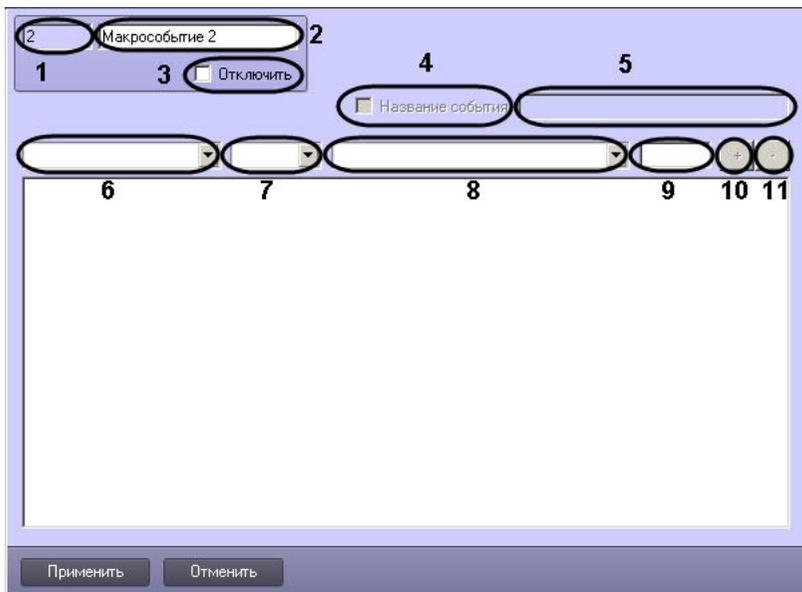 2 Макрособытие 2 2
1 3 Отключить 4 5
Название события
+ -
6 7 8 9 10 11
Применить Отменить